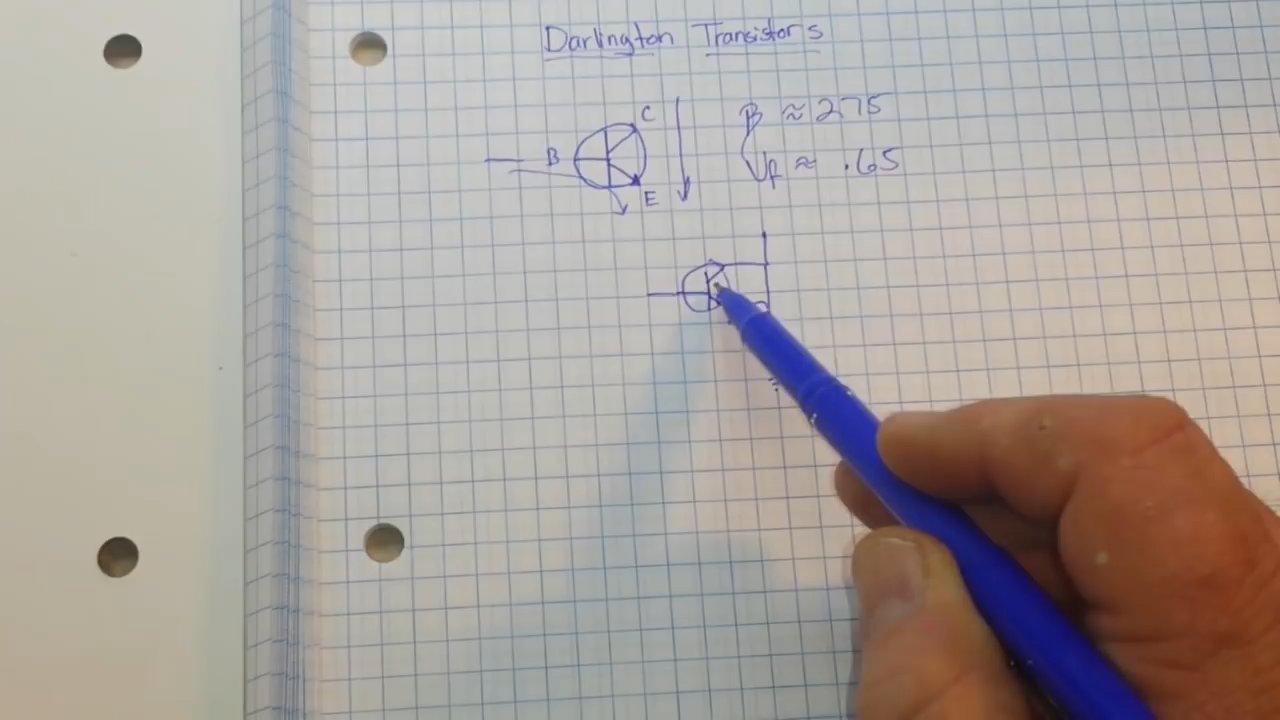 Darlington Transistors
C
B
E
β ≈ 275
Vf ≈ .65